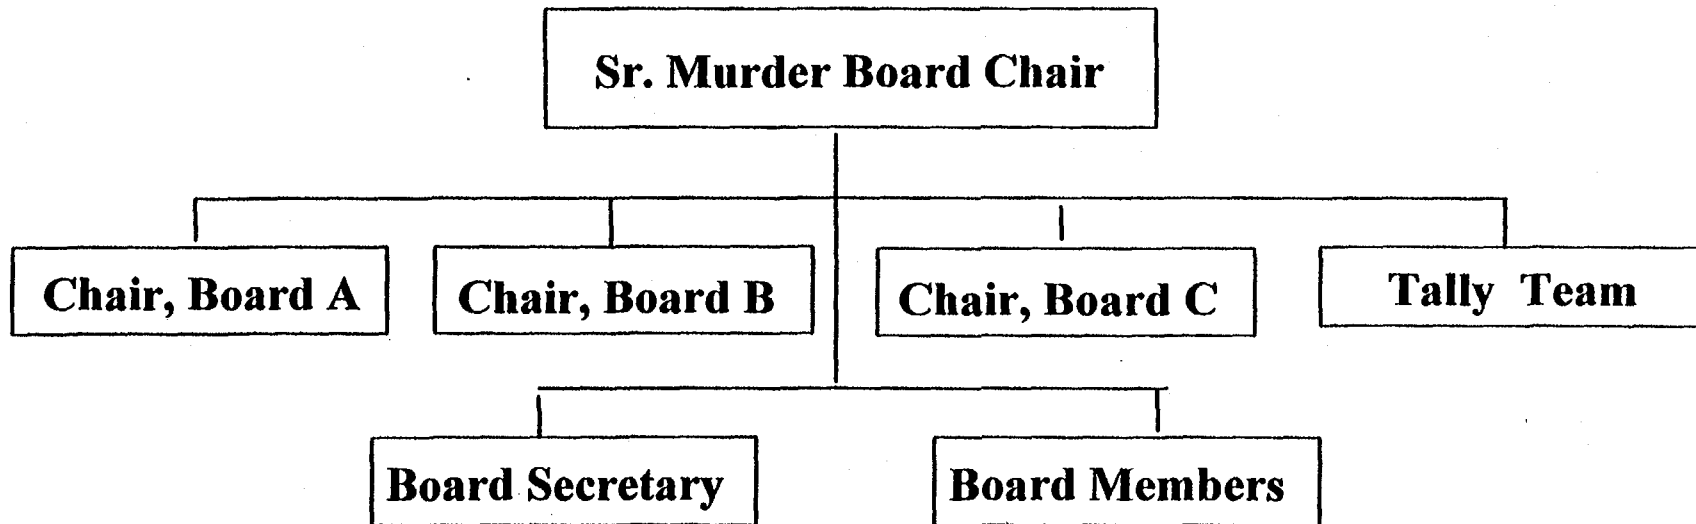 Sr. Murder Board Chair
Chair, Board A
Chair, Board B
Chair, Board C
Tally Team
Board Secretary
Board Members